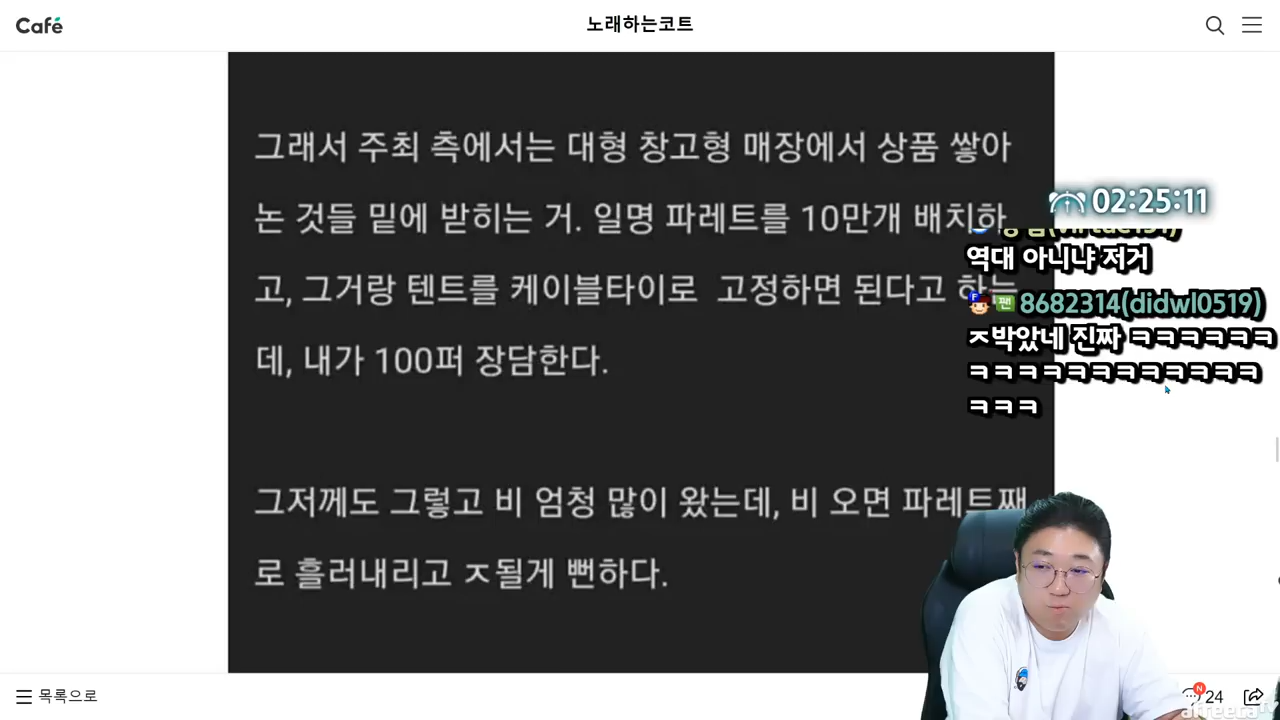 Café
노래하는코트
그래서 주최 측에서는 대형 창고형 매장에서 상품 쌓아
논 것들 밑에 받히는 거. 일명 파레트를 10만개 배치하
고, 그거랑 텐트를 케이블타이로 고정하면 된다고 하는
데, 내가 100퍼 장담한다.
그저께도 그렇고 비 엄청 많이 왔는데, 비 오면 파레트째
로 흘러내리고 ㅈ될게 뻔하다.
02:25:11
역대 아니냐 저거
F 팬 8682314(didwl0519)
ㅈ박았네 진짜 ㅋㅋㅋㅋㅋㅋ
ㅋㅋㅋㅋㅋㅋㅋㅋㅋㅋㅋㅋ
ㅋㅋㅋ
목록으로
N
24
afreecaTV